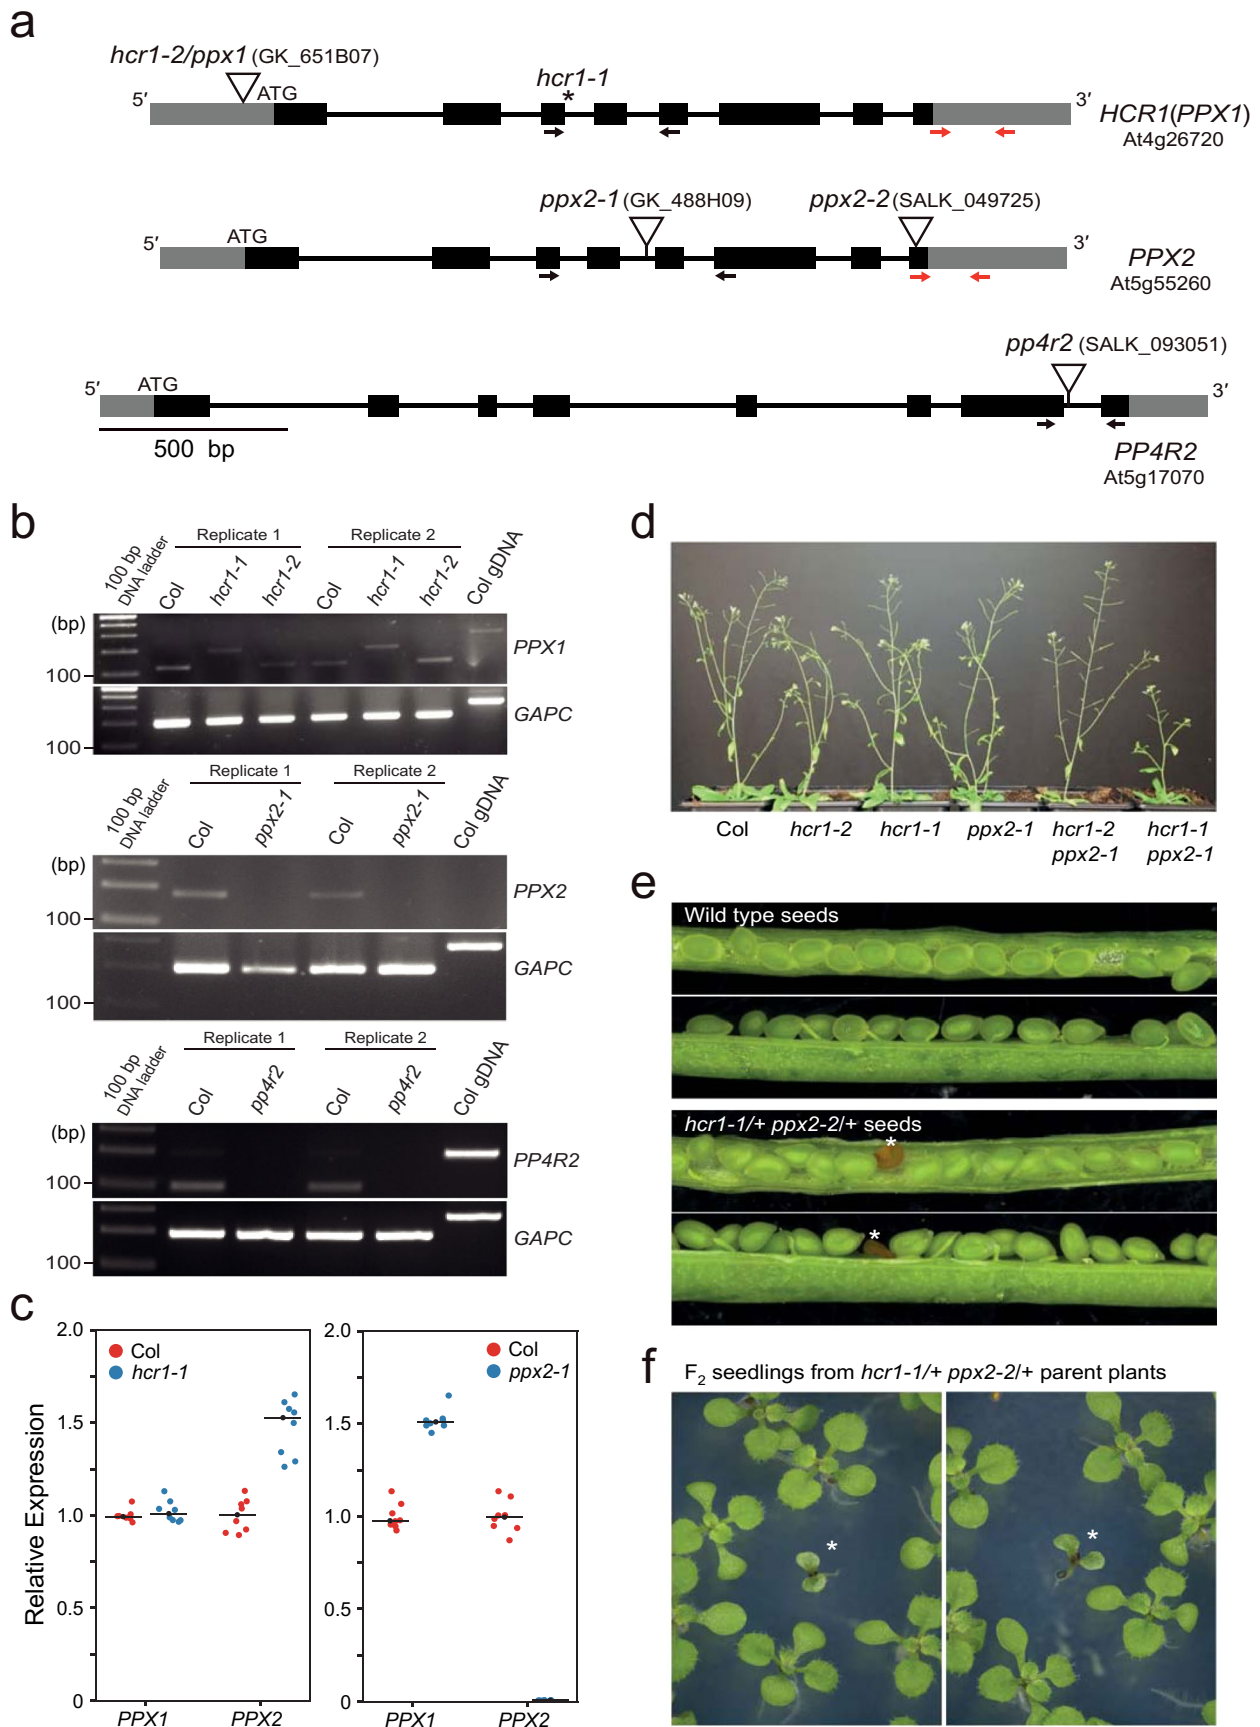 a
hcr1-2/ppx1 (GK_651B07)
hcr1-1
*
5′ ATG 3′
HCR1(PPX1)
At4g26720
ppx2-1 (GK_488H09) ppx2-2 (SALK_049725)
5′ ATG 3′
PPX2
At5g55260
pp4r2 (SALK_093051)
5′ ATG 3′
500 bp
PP4R2
At5g17070
b
100 bp
DNA ladder
Replicate 1 Replicate 2
Col hcr1-1 hcr1-2 Col hcr1-1 hcr1-2 Col gDNA
(bp)
100
PPX1
100
GAPC
100 bp
DNA ladder
Replicate 1 Replicate 2
Col ppx2-1 Col ppx2-1 Col gDNA
(bp)
100
PPX2
100
GAPC
100 bp
DNA ladder
Replicate 1 Replicate 2
Col pp4r2 Col pp4r2 Col gDNA
(bp)
100
PP4R2
100
GAPC
c
Relative Expression
2.0
1.5
1.0
0.5
0
Col
hcr1-1
PPX1 PPX2
2.0
1.5
1.0
0.5
0
Col
ppx2-1
PPX1 PPX2
d
Col hcr1-2 hcr1-1 ppx2-1 hcr1-2 hcr1-1
ppx2-1 ppx2-1
e
Wild type seeds
hcr1-1/+ ppx2-2/+ seeds
*
*
f
F₂ seedlings from hcr1-1/+ ppx2-2/+ parent plants
* *